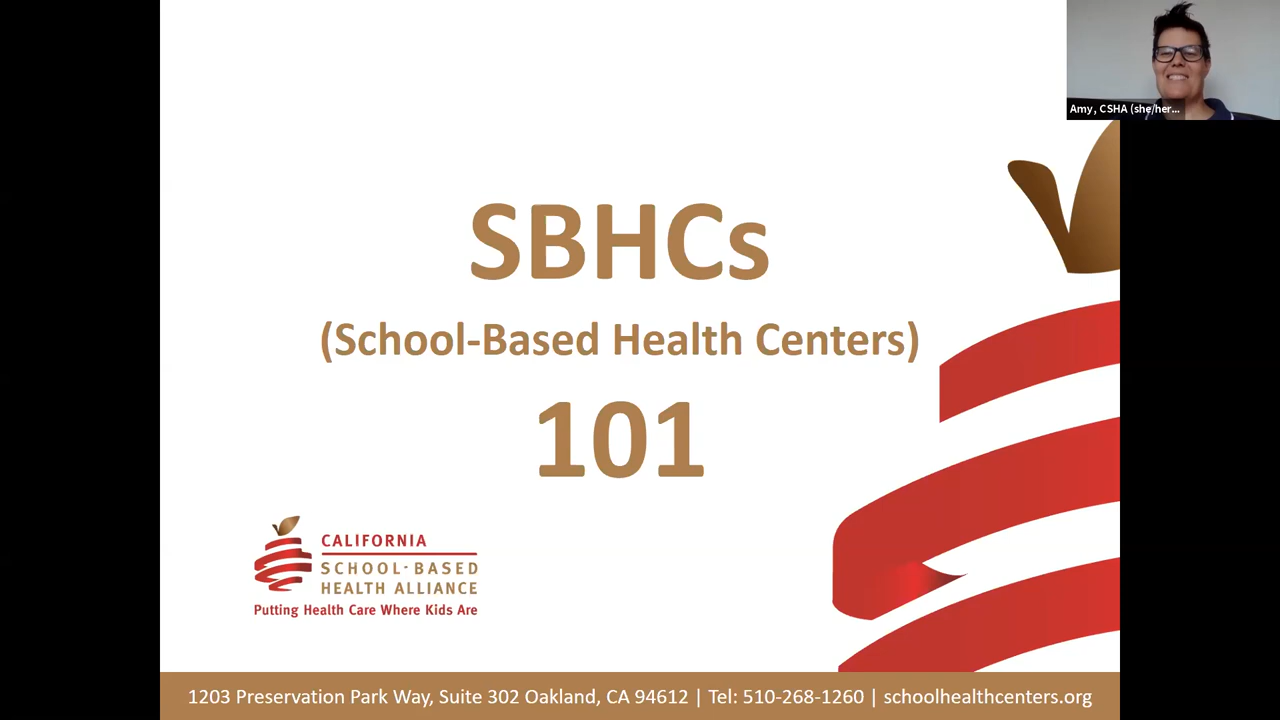 Amy, CSHA (she/her...
SBHCs
(School-Based Health Centers)
101
CALIFORNIA
SCHOOL-BASED
HEALTH ALLIANCE
Putting Health Care Where Kids Are
1203 Preservation Park Way, Suite 302 Oakland, CA 94612 | Tel: 510-268-1260 | schoolhealthcenters.org